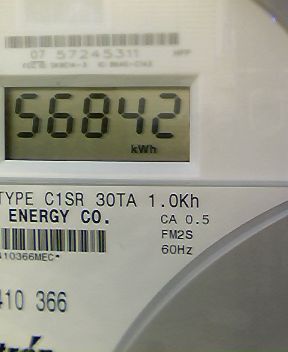 07 57245311
56842
kWh
TYPE C1SR 30TA 1.0Kh
ENERGY CO. CA 0.5
FM2S
60Hz
410366MEC*
410 366